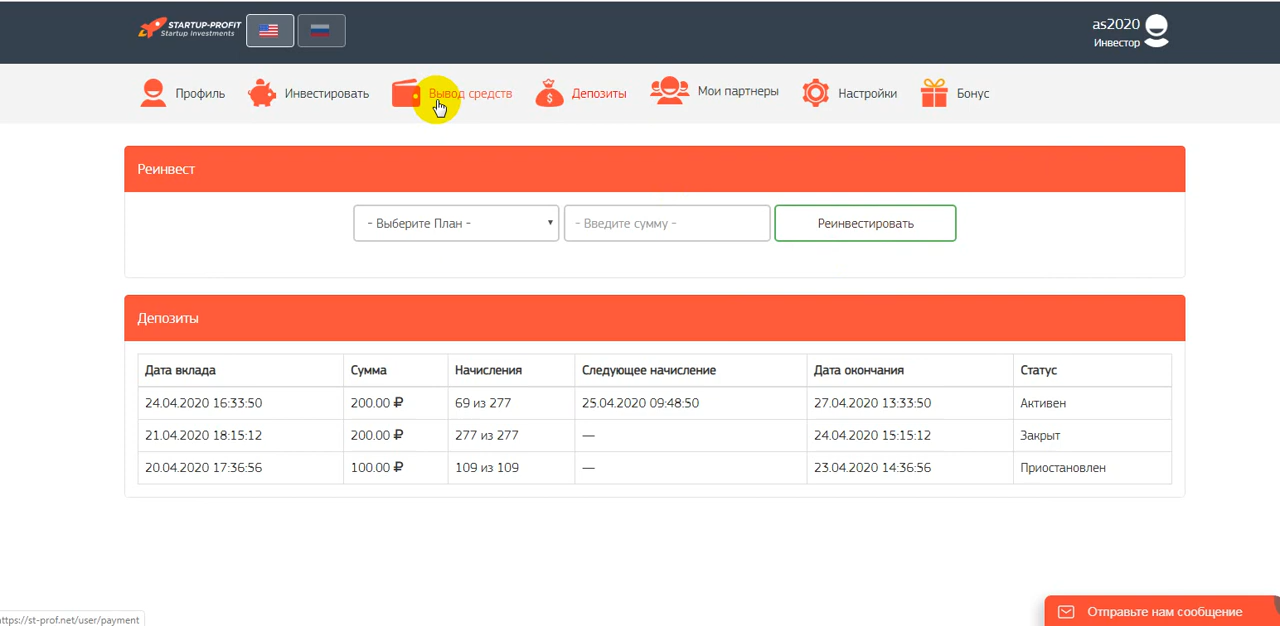 STARTUP-PROFIT
Startup Investments
as2020
Инвестор
Профиль Инвестировать Вывод средств Депозиты Мои партнеры Настройки Бонус
Реинвест
- Выберите План - - Введите сумму - Реинвестировать
Депозиты
Дата вклада Сумма Начисления Следующее начисление Дата окончания Статус
24.04.2020 16:33:50 200.00 ₽ 69 из 277 25.04.2020 09:48:50 27.04.2020 13:33:50 Активен
21.04.2020 18:15:12 200.00 ₽ 277 из 277 — 24.04.2020 15:15:12 Закрыт
20.04.2020 17:36:56 100.00 ₽ 109 из 109 — 23.04.2020 14:36:56 Приостановлен
Отправьте нам сообщение
ttps://st-prof.net/user/payment